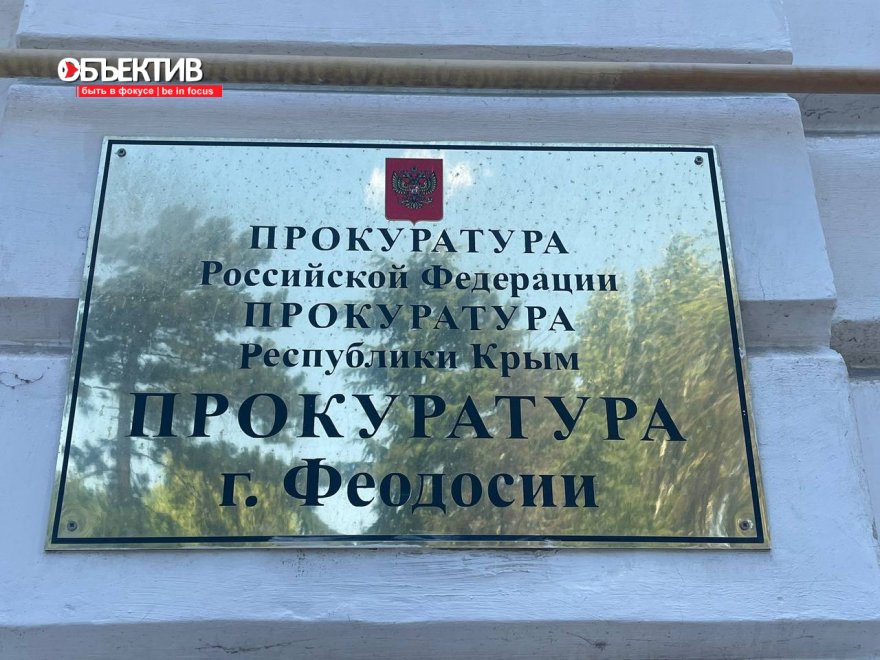 ОБЪЕКТИВ
быть в фокусе | be in focus
ПРОКУРАТУРА
Российской Федерации
ПРОКУРАТУРА
Республики Крым
ПРОКУРАТУРА
г. Феодосии